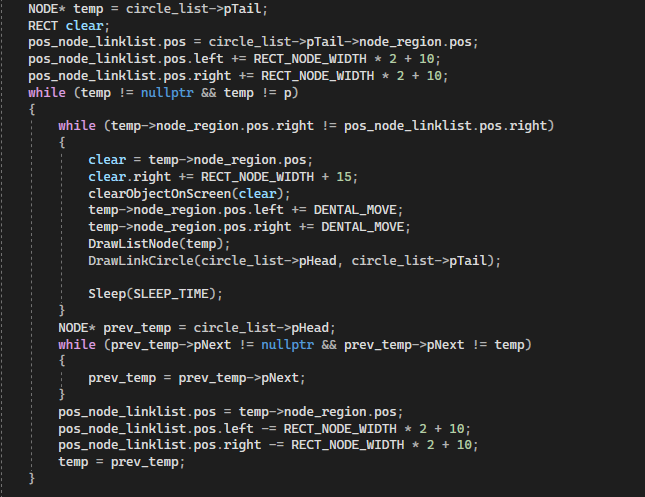 NODE* temp = circle_list->pTail;
RECT clear;
pos_node_linklist.pos = circle_list->pTail->node_region.pos;
pos_node_linklist.pos.left += RECT_NODE_WIDTH * 2 + 10;
pos_node_linklist.pos.right += RECT_NODE_WIDTH * 2 + 10;
while (temp != nullptr && temp != p)
{
    while (temp->node_region.pos.right != pos_node_linklist.pos.right)
    {
        clear = temp->node_region.pos;
        clear.right += RECT_NODE_WIDTH + 15;
        clearObjectOnScreen(clear);
        temp->node_region.pos.left += DENTAL_MOVE;
        temp->node_region.pos.right += DENTAL_MOVE;
        DrawListNode(temp);
        DrawLinkCircle(circle_list->pHead, circle_list->pTail);

        Sleep(SLEEP_TIME);
    }
    NODE* prev_temp = circle_list->pHead;
    while (prev_temp->pNext != nullptr && prev_temp->pNext != temp)
    {
        prev_temp = prev_temp->pNext;
    }
    pos_node_linklist.pos = temp->node_region.pos;
    pos_node_linklist.pos.left -= RECT_NODE_WIDTH * 2 + 10;
    pos_node_linklist.pos.right -= RECT_NODE_WIDTH * 2 + 10;
    temp = prev_temp;
}